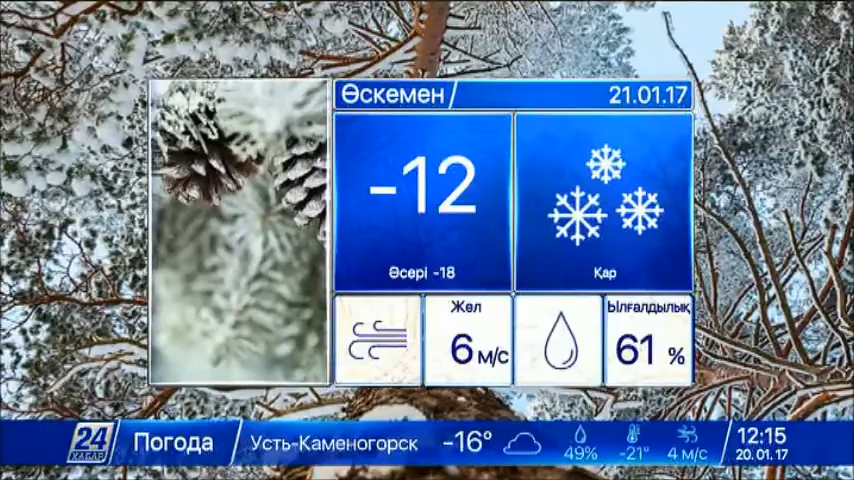 Өскемен
21.01.17
-12
Әсері -18
Қар
Жел
6 м/с
Ылғалдылық
61 %
24
ХАБАР
Погода
Усть-Каменогорск
-16°
49%
-21°
4 м/с
12:15
20.01.17